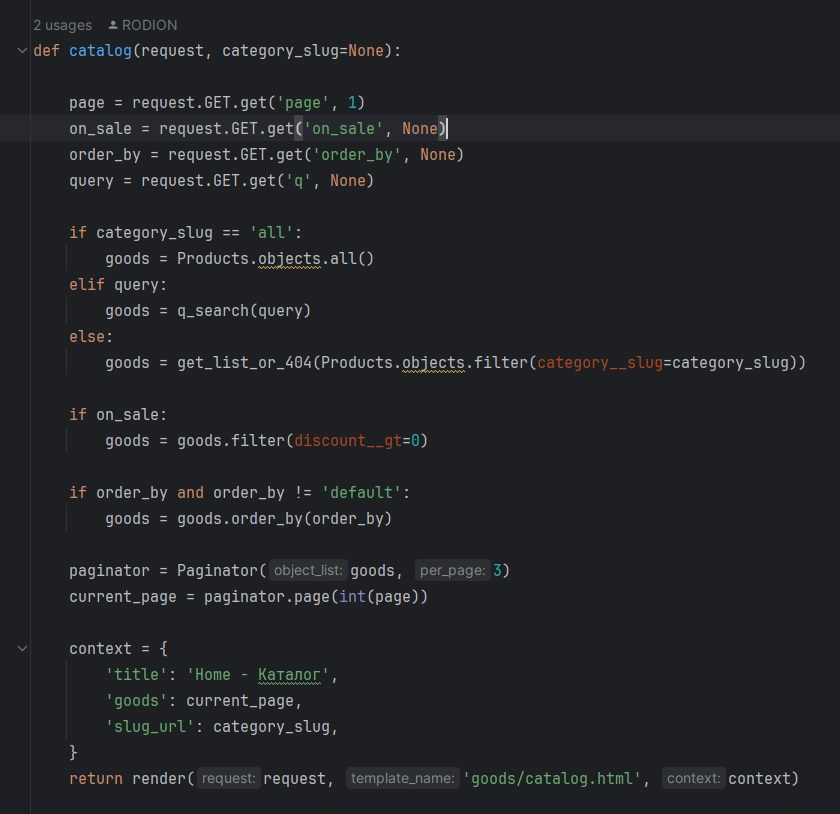 2 usages RODION
def catalog(request, category_slug=None):
    page = request.GET.get('page', 1)
    on_sale = request.GET.get('on_sale', None)
    order_by = request.GET.get('order_by', None)
    query = request.GET.get('q', None)
    if category_slug == 'all':
        goods = Products.objects.all()
    elif query:
        goods = q_search(query)
    else:
        goods = get_list_or_404(Products.objects.filter(category__slug=category_slug))
    if on_sale:
        goods = goods.filter(discount__gt=0)
    if order_by and order_by != 'default':
        goods = goods.order_by(order_by)
    paginator = Paginator( object_list: goods, per_page: 3)
    current_page = paginator.page(int(page))
    context = {
        'title': 'Home - Каталог',
        'goods': current_page,
        'slug_url': category_slug,
    }
    return render( request: request, template_name: 'goods/catalog.html', context: context)